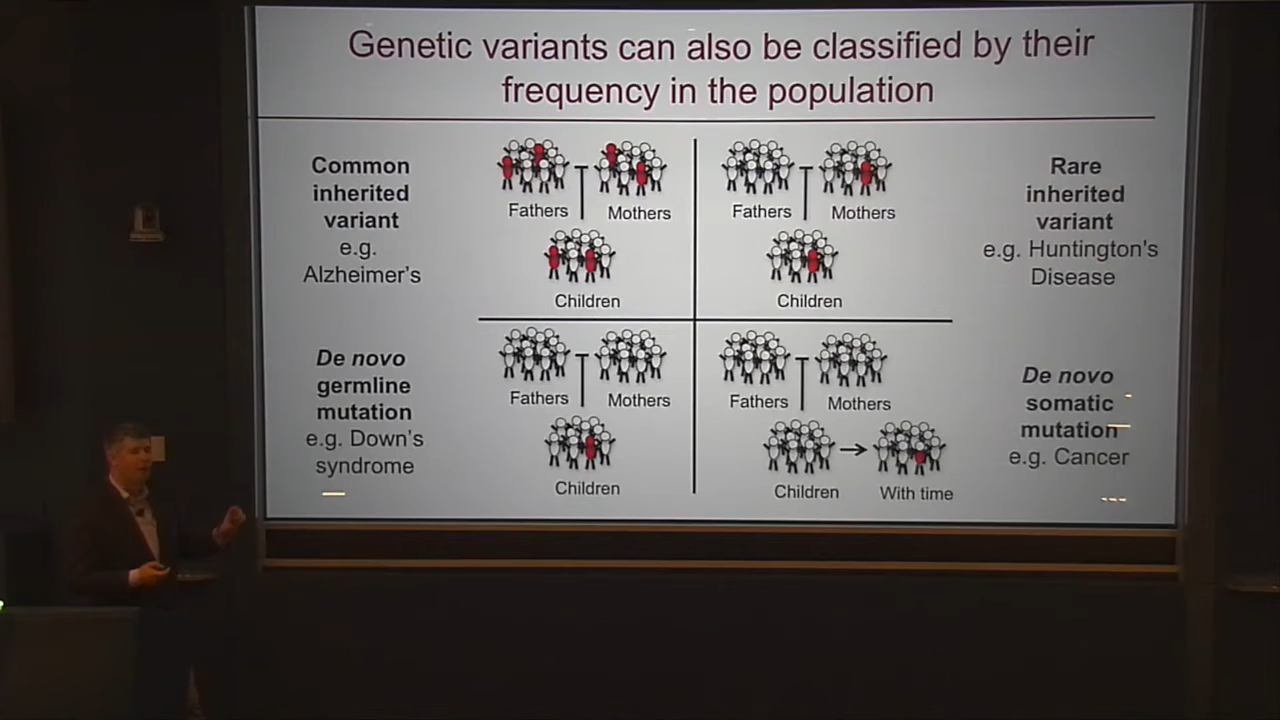 Genetic variants can also be classified by their
frequency in the population
Common
inherited
variant
e.g.
Alzheimer's
Fathers
Mothers
Children
Fathers
Mothers
Children
Rare
inherited
variant
e.g. Huntington's
Disease
De novo
germline
mutation
e.g. Down's
syndrome
Fathers
Mothers
Children
Fathers
Mothers
Children
With time
De novo
somatic
mutation
e.g. Cancer